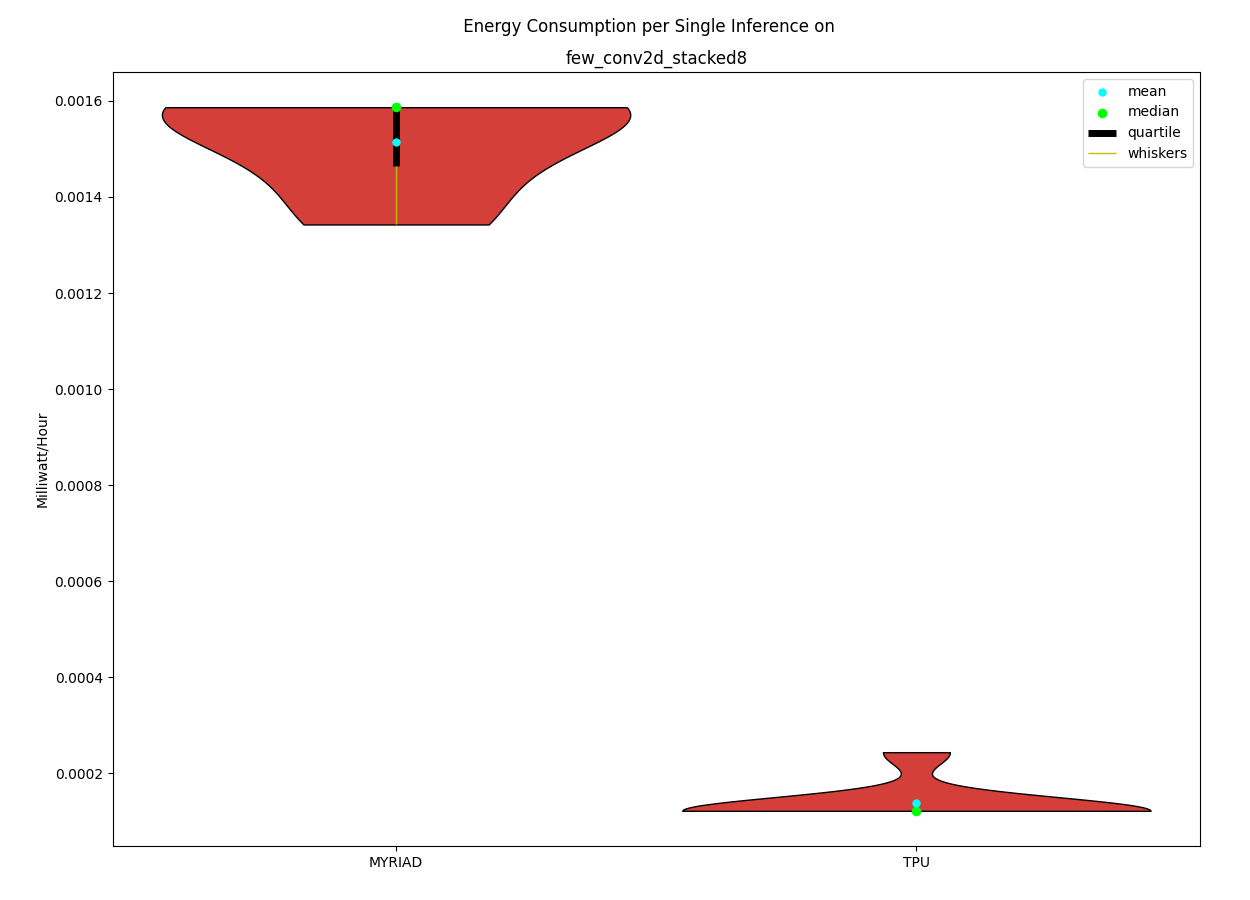 Energy Consumption per Single Inference on
few_conv2d_stacked8
mean
median
quartile
whiskers
0.0016
0.0014
0.0012
0.0010
0.0008
0.0006
0.0004
0.0002
Milliwatt/Hour
MYRIAD
TPU